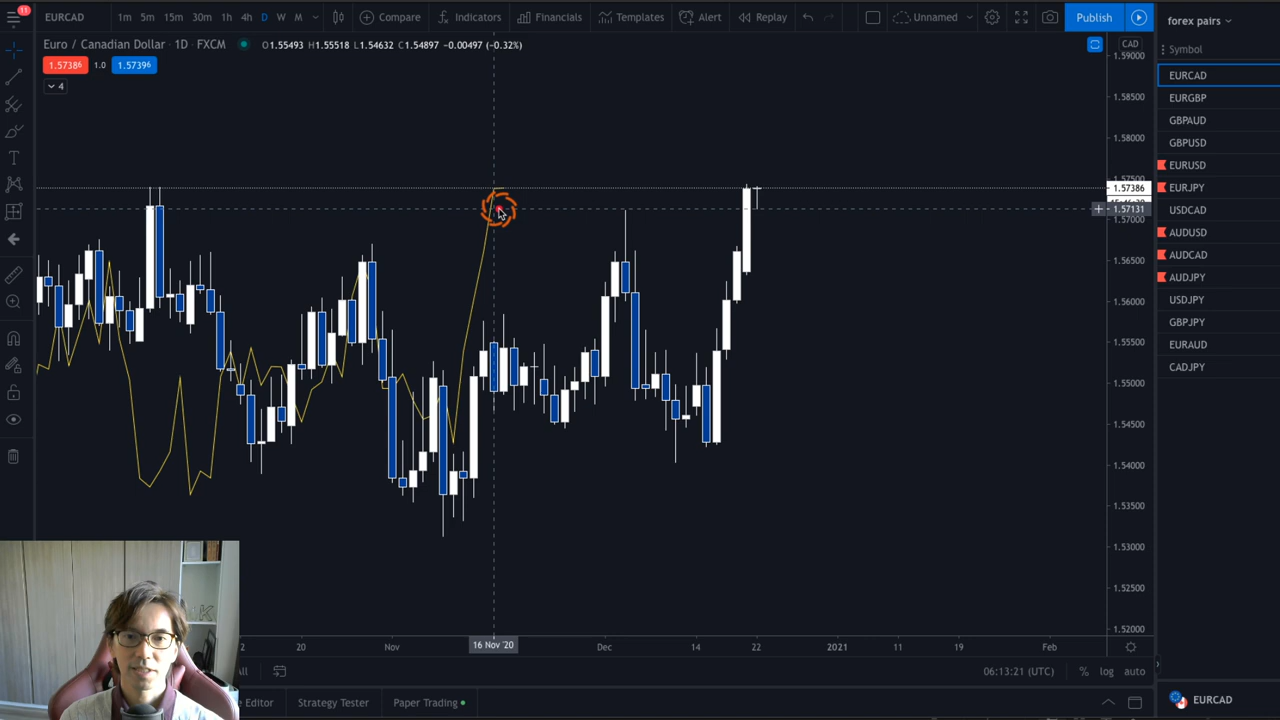 11
EURCAD
1m 5m 15m 30m 1h 4h D W M
Compare
Indicators
Financials
Templates
Alert
Replay
Unnamed
Publish
forex pairs
Euro / Canadian Dollar · 1D · FXCM
O1.55493 H1.55518 L1.54632 C1.54897 −0.00497 (−0.32%)
CAD
1.57386 1.0 1.57396
4
Symbol
EURCAD
EURGBP
GBPAUD
GBPUSD
EURUSD
EURJPY
USDCAD
AUDUSD
AUDCAD
AUDJPY
USDJPY
GBPJPY
EURAUD
CADJPY
1.59000
1.58500
1.58000
1.57386
1.57131
1.57000
1.56500
1.56000
1.55500
1.55000
1.54500
1.54000
1.53500
1.53000
1.52500
1.52000
20 Nov 16 Nov '20 Dec 14 22 2021 11 19 Feb
06:13:21 (UTC) % log auto
Strategy Tester
Paper Trading
EURCAD